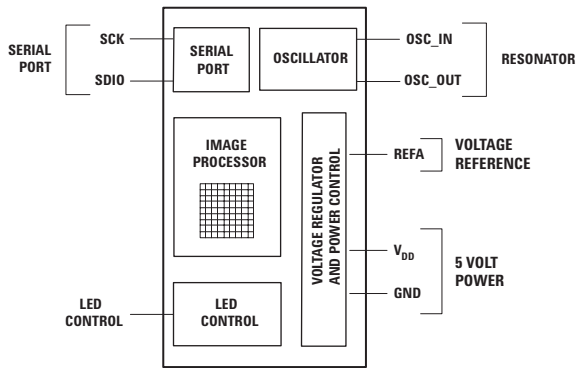 SERIAL
PORT
SCK
SDIO
SERIAL
PORT
OSCILLATOR
OSC_IN
OSC_OUT
RESONATOR
IMAGE
PROCESSOR
VOLTAGE REGULATOR
AND POWER CONTROL
REFA
VOLTAGE
REFERENCE
VDD
GND
5 VOLT
POWER
LED
CONTROL
LED
CONTROL